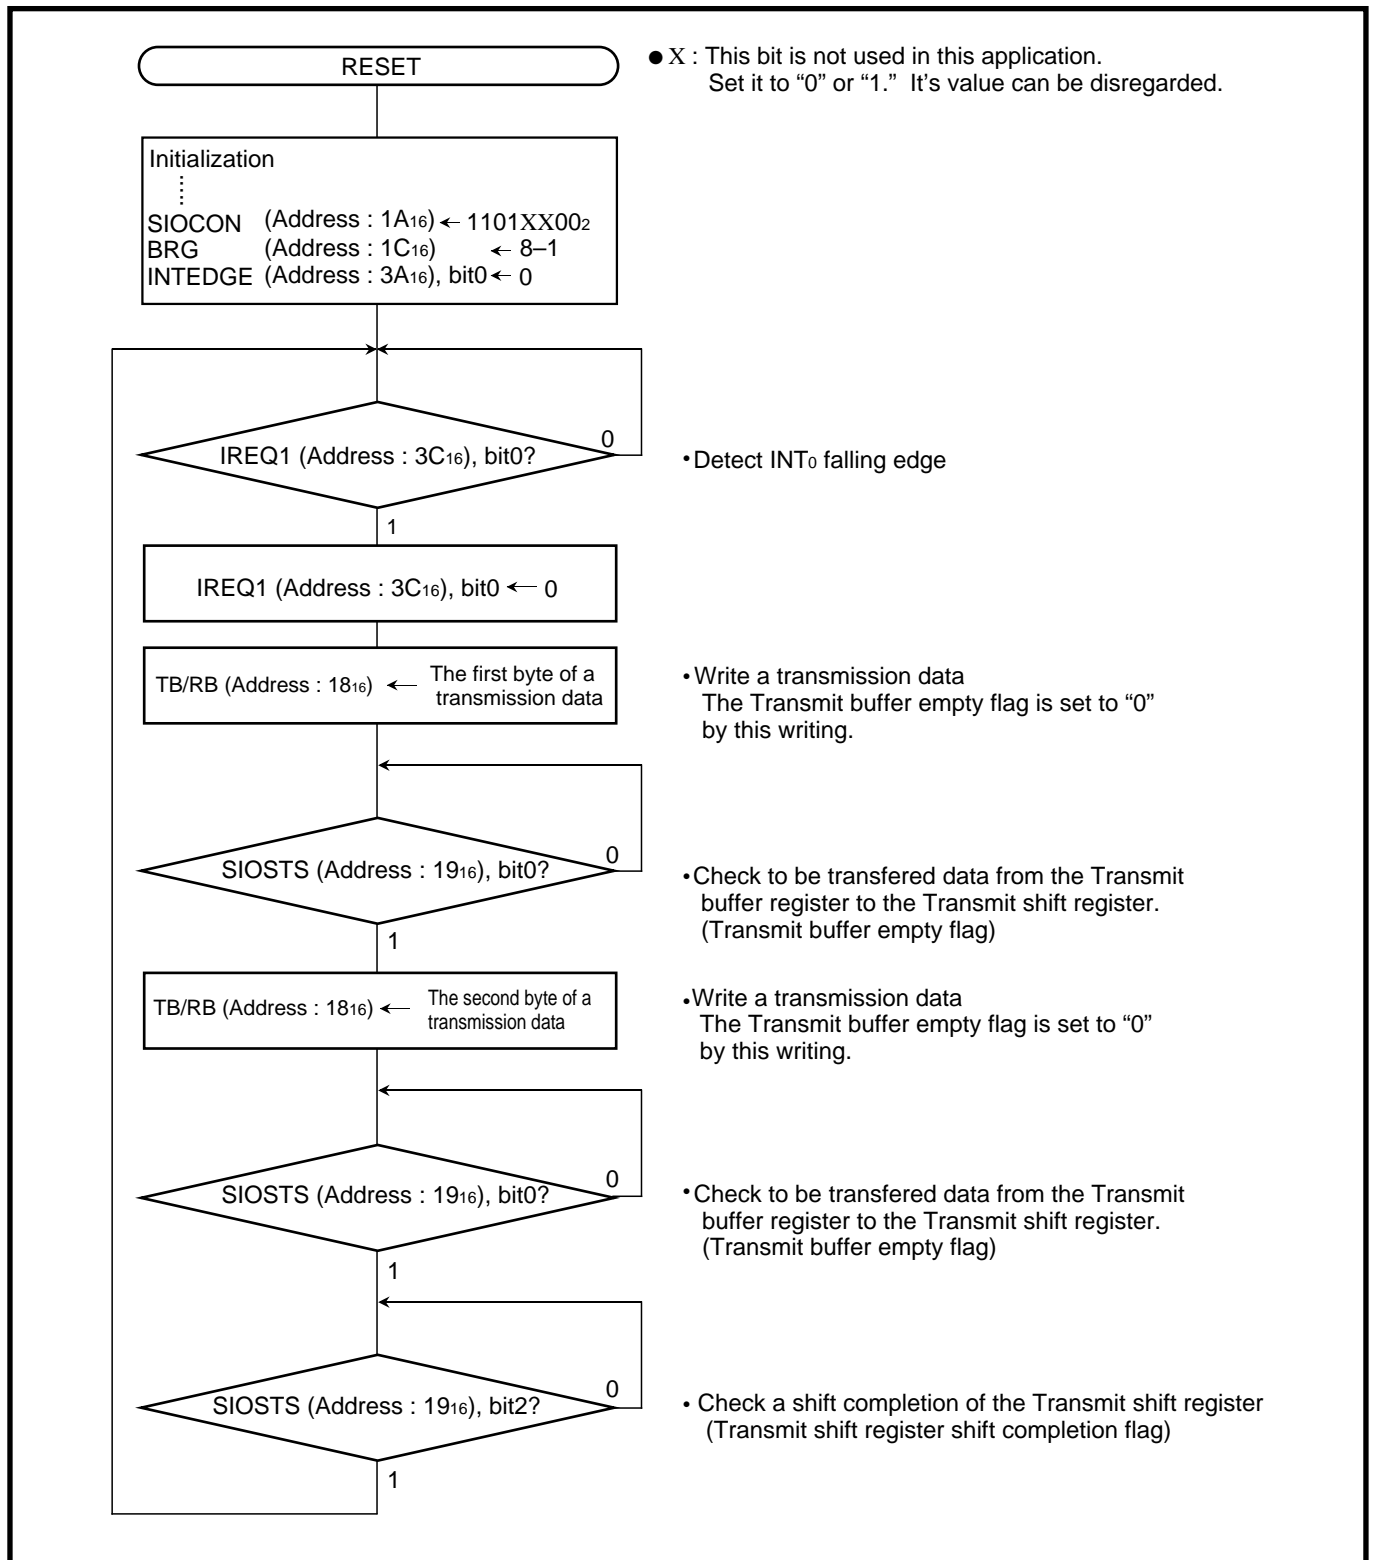 RESET
● X : This bit is not used in this application.
Set it to “0” or “1.” It's value can be disregarded.
Initialization
SIOCON (Address : 1A16) ← 1101XX002
BRG (Address : 1C16) ← 8–1
INTEDGE (Address : 3A16), bit0 ← 0
0
IREQ1 (Address : 3C16), bit0?
•Detect INT0 falling edge
1
IREQ1 (Address : 3C16), bit0 ← 0
TB/RB (Address : 1816) ← The first byte of a
transmission data
•Write a transmission data
The Transmit buffer empty flag is set to “0”
by this writing.
0
SIOSTS (Address : 1916), bit0?
•Check to be transfered data from the Transmit
buffer register to the Transmit shift register.
(Transmit buffer empty flag)
1
TB/RB (Address : 1816) ← The second byte of a
transmission data
•Write a transmission data
The Transmit buffer empty flag is set to “0”
by this writing.
0
SIOSTS (Address : 1916), bit0?
•Check to be transfered data from the Transmit
buffer register to the Transmit shift register.
(Transmit buffer empty flag)
1
0
SIOSTS (Address : 1916), bit2?
• Check a shift completion of the Transmit shift register
(Transmit shift register shift completion flag)
1